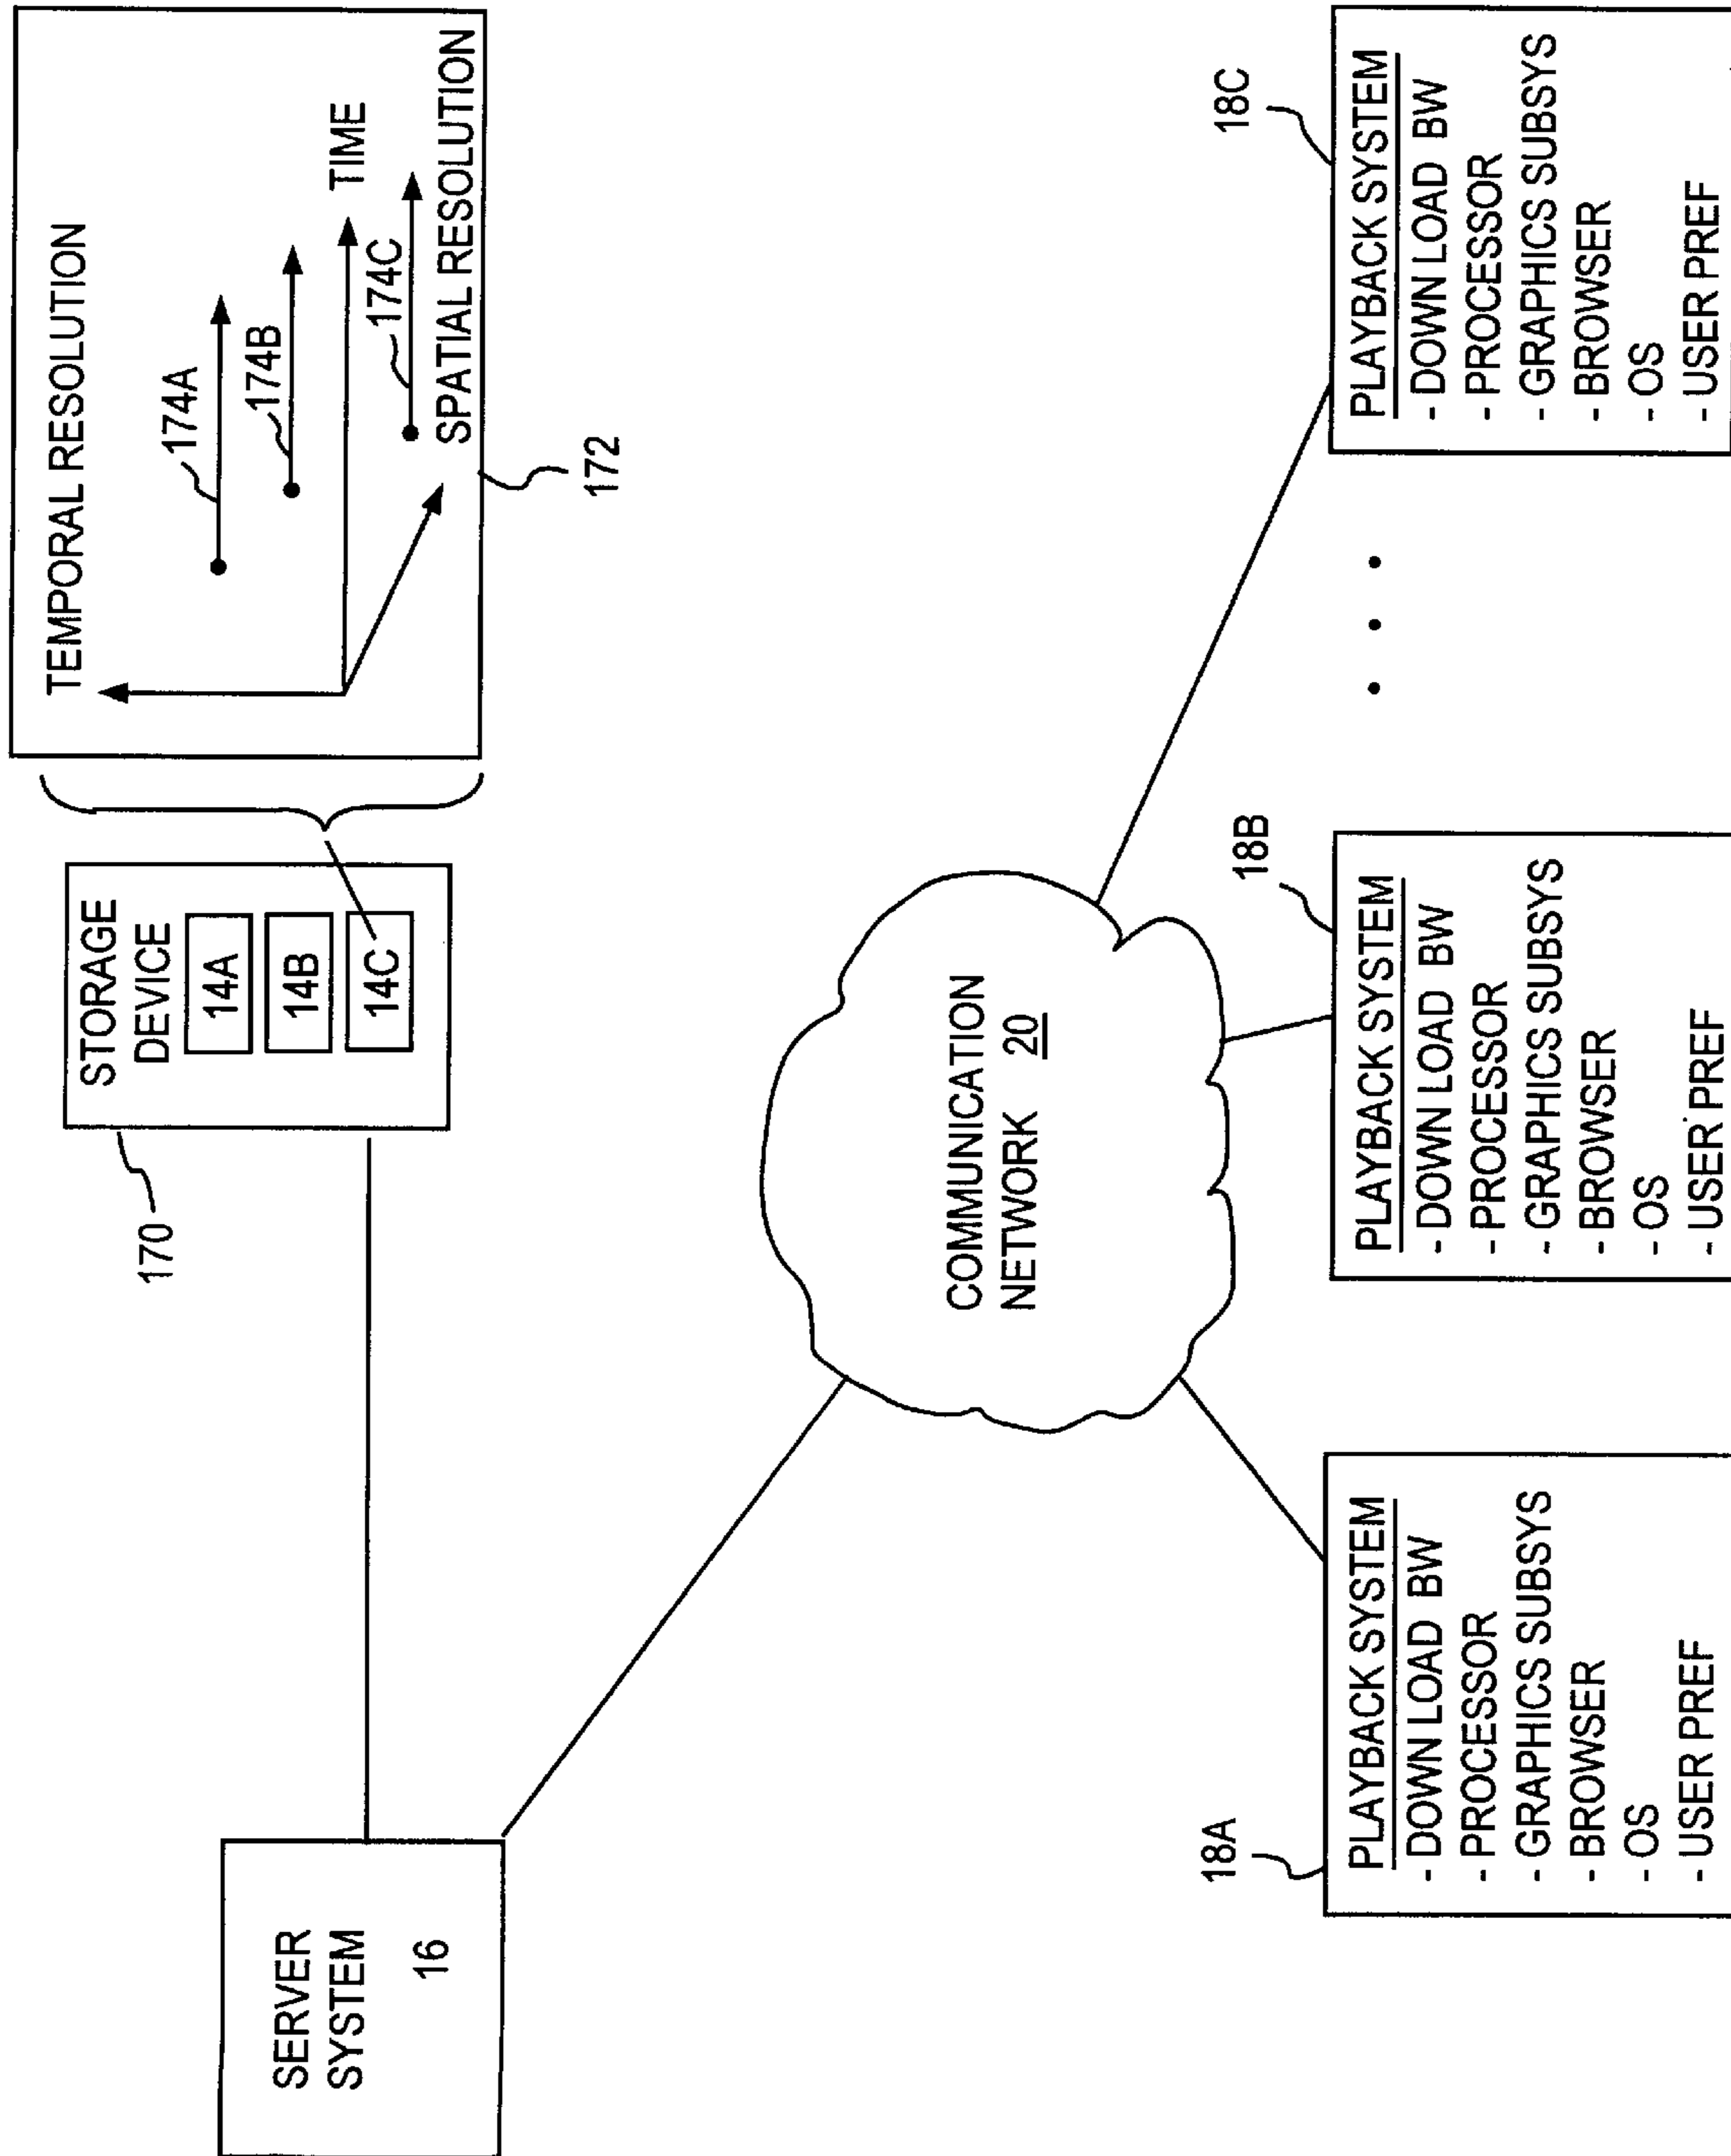 SERVER
SYSTEM
16
170
STORAGE
DEVICE
14A
14B
14C
TEMPORAL RESOLUTION
174A
174B
TIME
174C
SPATIAL RESOLUTION
172
COMMUNICATION
NETWORK 20
18A
PLAYBACK SYSTEM
- DOWN LOAD BW
- PROCESSOR
- GRAPHICS SUBSYS
- BROWSER
- OS
- USER PREF
18B
PLAYBACK SYSTEM
- DOWN LOAD BW
- PROCESSOR
- GRAPHICS SUBSYS
- BROWSER
- OS
- USER PREF
18C
PLAYBACK SYSTEM
- DOWN LOAD BW
- PROCESSOR
- GRAPHICS SUBSYS
- BROWSER
- OS
- USER PREF